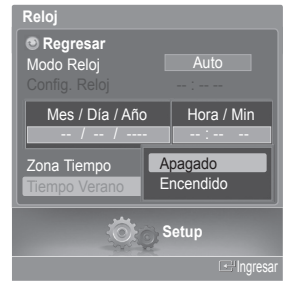 Reloj
Regresar
Modo Reloj Auto
Config. Reloj -- : -- --
Mes / Día / Año Hora / Min
-- / -- / ---- -- : -- --
Zona Tiempo Apagado
Tiempo Verano Encendido
Setup
Ingresar